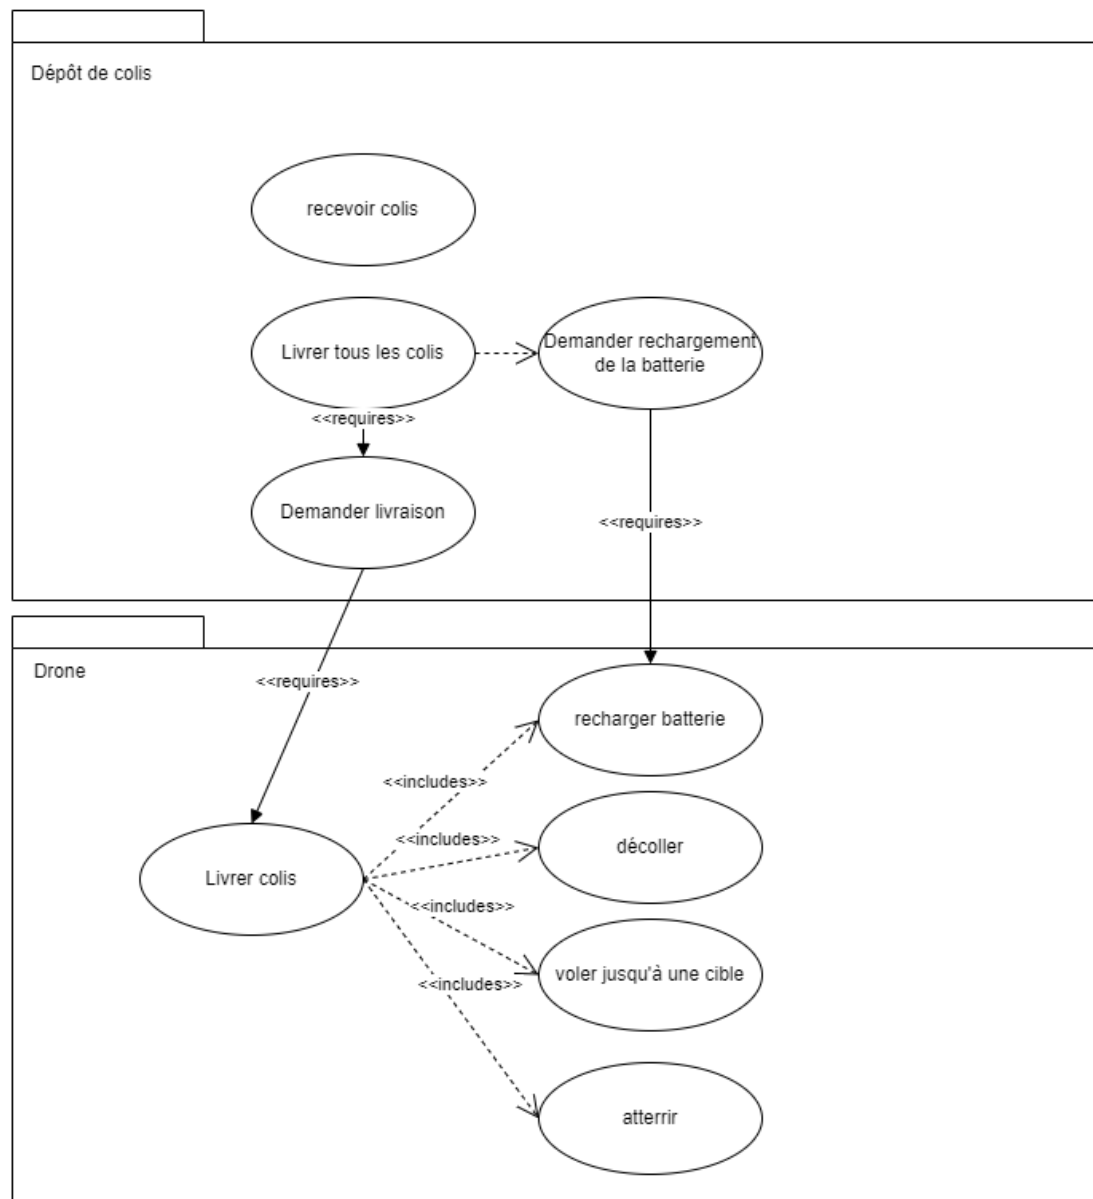 Dépôt de colis
recevoir colis
Livrer tous les colis
Demander rechargement
de la batterie
<<requires>>
Demander livraison
<<requires>>
Drone
<<requires>>
recharger batterie
<<includes>>
<<includes>>
décoller
Livrer colis
<<includes>>
voler jusqu'à une cible
<<includes>>
atterrir